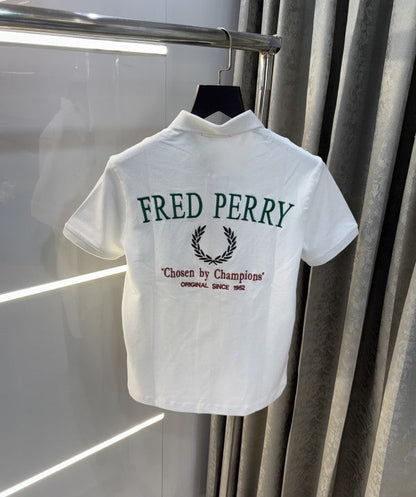 FRED PERRY
"Chosen by Champions"
ORIGINAL SINCE 1952